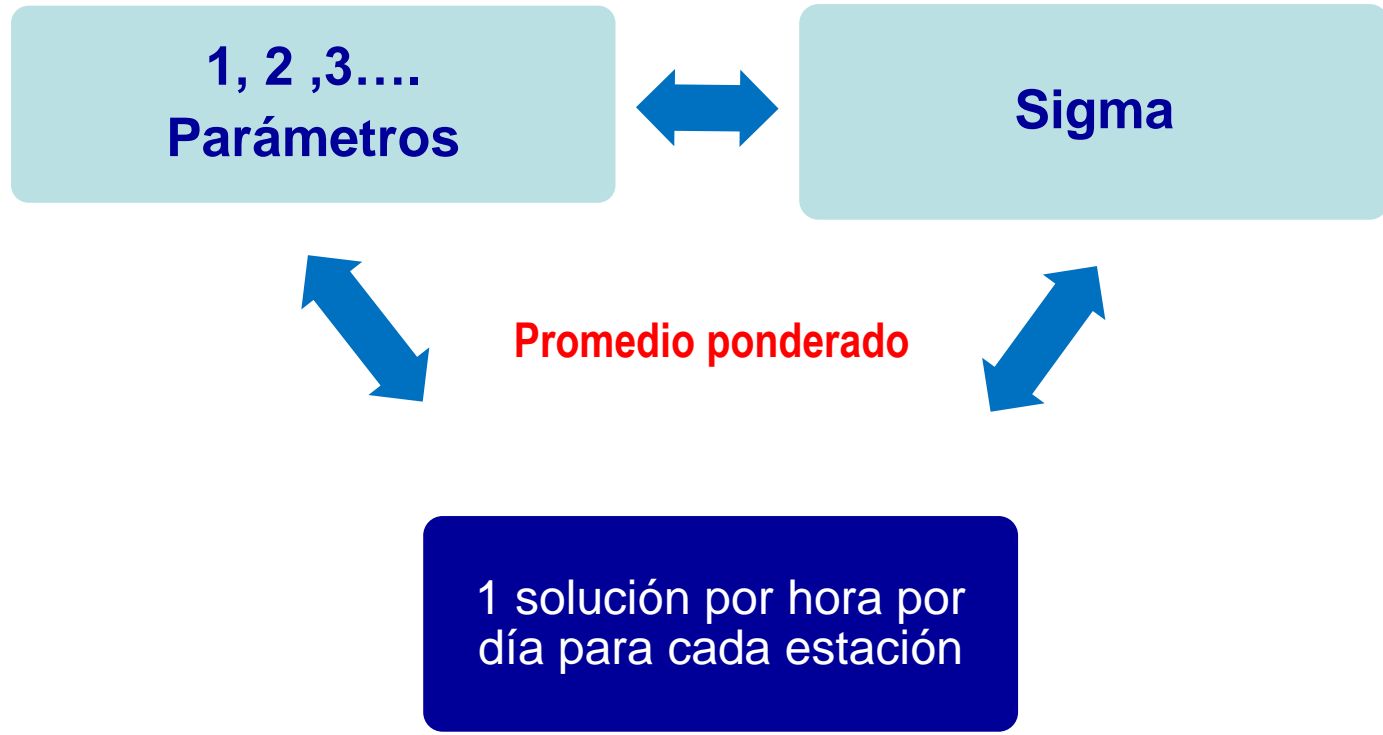 1, 2 ,3….
Parámetros
Sigma
Promedio ponderado
1 solución por hora por
día para cada estación